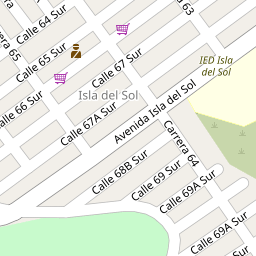 Calle 64 Sur
63
Carrera 65
Calle 65 Sur
IED Isla
del Sol
Calle 67 Sur
Isla del Sol
Calle 66 Sur
Avenida Isla del Sol
Calle 67A Sur
Carrera 64
Calle 68B Sur
Calle 69 Sur
Calle 69A Sur
Calle 69A Sur